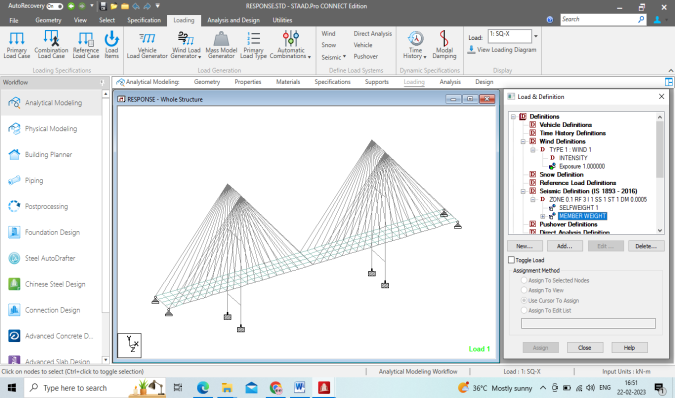 AutoRecovery On
RESPONSE.STD - STAAD.Pro CONNECT Edition
File Geometry View Select Specification Loading Analysis and Design Utilities
Search
Primary Load Case
Combination Load Case
Reference Load Case
Load Items
Vehicle Load Generator
Wind Load Generator
Mass Model Generator
Primary Load Type
Automatic Combinations
Wind Direct Analysis
Snow Vehicle
Seismic Pushover
Time History
Modal Damping
Load: 1: SQ-X
View Loading Diagram
Loading Specifications Load Generation Define Load Systems Dynamic Specifications Display
Workflow
Analytical Modeling: Geometry Properties Materials Specifications Supports Loading Analysis Design
Analytical Modeling
Physical Modeling
Building Planner
Piping
Postprocessing
Foundation Design
Steel AutoDrafter
Chinese Steel Design
Connection Design
Advanced Concrete D...
Advanced Slab Design
RESPONSE - Whole Structure
Y
X
Z
Load 1
Load & Definition
Definitions
Vehicle Definitions
Time History Definitions
Wind Definitions
TYPE 1 : WIND 1
INTENSITY
Exposure 1.000000
Snow Definition
Reference Load Definitions
Seismic Definition (IS 1893 - 2016)
ZONE 0.1 RF 3 I 1 SS 1 ST 1 DM 0.0005
SELFWEIGHT 1
MEMBER WEIGHT
Pushover Definitions
Direct Analysis Definition
New... Add... Edit... Delete...
Toggle Load
Assignment Method
Assign To Selected Nodes
Assign To View
Use Cursor To Assign
Assign To Edit List
Assign Close Help
Click on nodes to select (Ctrl+click to toggle selection)
Analytical Modeling Workflow
Load : 1: SQ-X
Input Units : kN-m
Type here to search
36°C Mostly sunny
ENG
16:51
22-02-2023